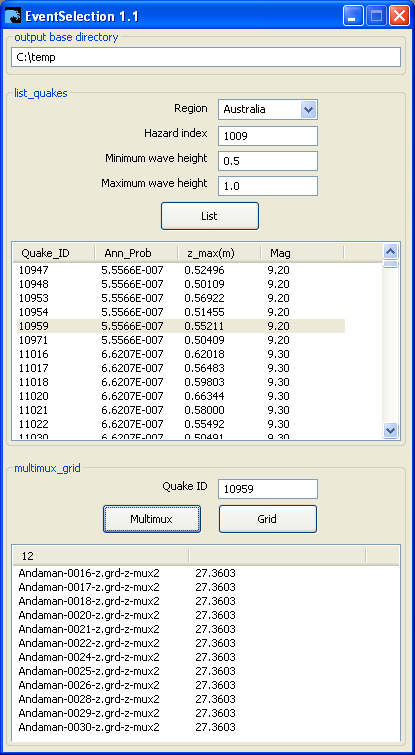 EventSelection 1.1
output base directory
C:\temp
list_quakes
Region Australia
Hazard index 1009
Minimum wave height 0.5
Maximum wave height 1.0
List
Quake_ID Ann_Prob z_max(m) Mag
10947 5.5566E-007 0.52496 9.20
10948 5.5566E-007 0.50109 9.20
10953 5.5566E-007 0.56922 9.20
10954 5.5566E-007 0.51455 9.20
10959 5.5566E-007 0.55211 9.20
10971 5.5566E-007 0.50409 9.20
11016 6.6207E-007 0.62018 9.30
11017 6.6207E-007 0.56483 9.30
11018 6.6207E-007 0.59803 9.30
11020 6.6207E-007 0.66344 9.30
11021 6.6207E-007 0.58000 9.30
11022 6.6207E-007 0.55492 9.30
11030 6.6207E-007 0.50491 9.30
multimux_grid
Quake ID 10959
Multimux Grid
12
Andaman-0016-z.grd-z-mux2 27.3603
Andaman-0017-z.grd-z-mux2 27.3603
Andaman-0018-z.grd-z-mux2 27.3603
Andaman-0020-z.grd-z-mux2 27.3603
Andaman-0021-z.grd-z-mux2 27.3603
Andaman-0022-z.grd-z-mux2 27.3603
Andaman-0024-z.grd-z-mux2 27.3603
Andaman-0025-z.grd-z-mux2 27.3603
Andaman-0026-z.grd-z-mux2 27.3603
Andaman-0028-z.grd-z-mux2 27.3603
Andaman-0029-z.grd-z-mux2 27.3603
Andaman-0030-z.grd-z-mux2 27.3603